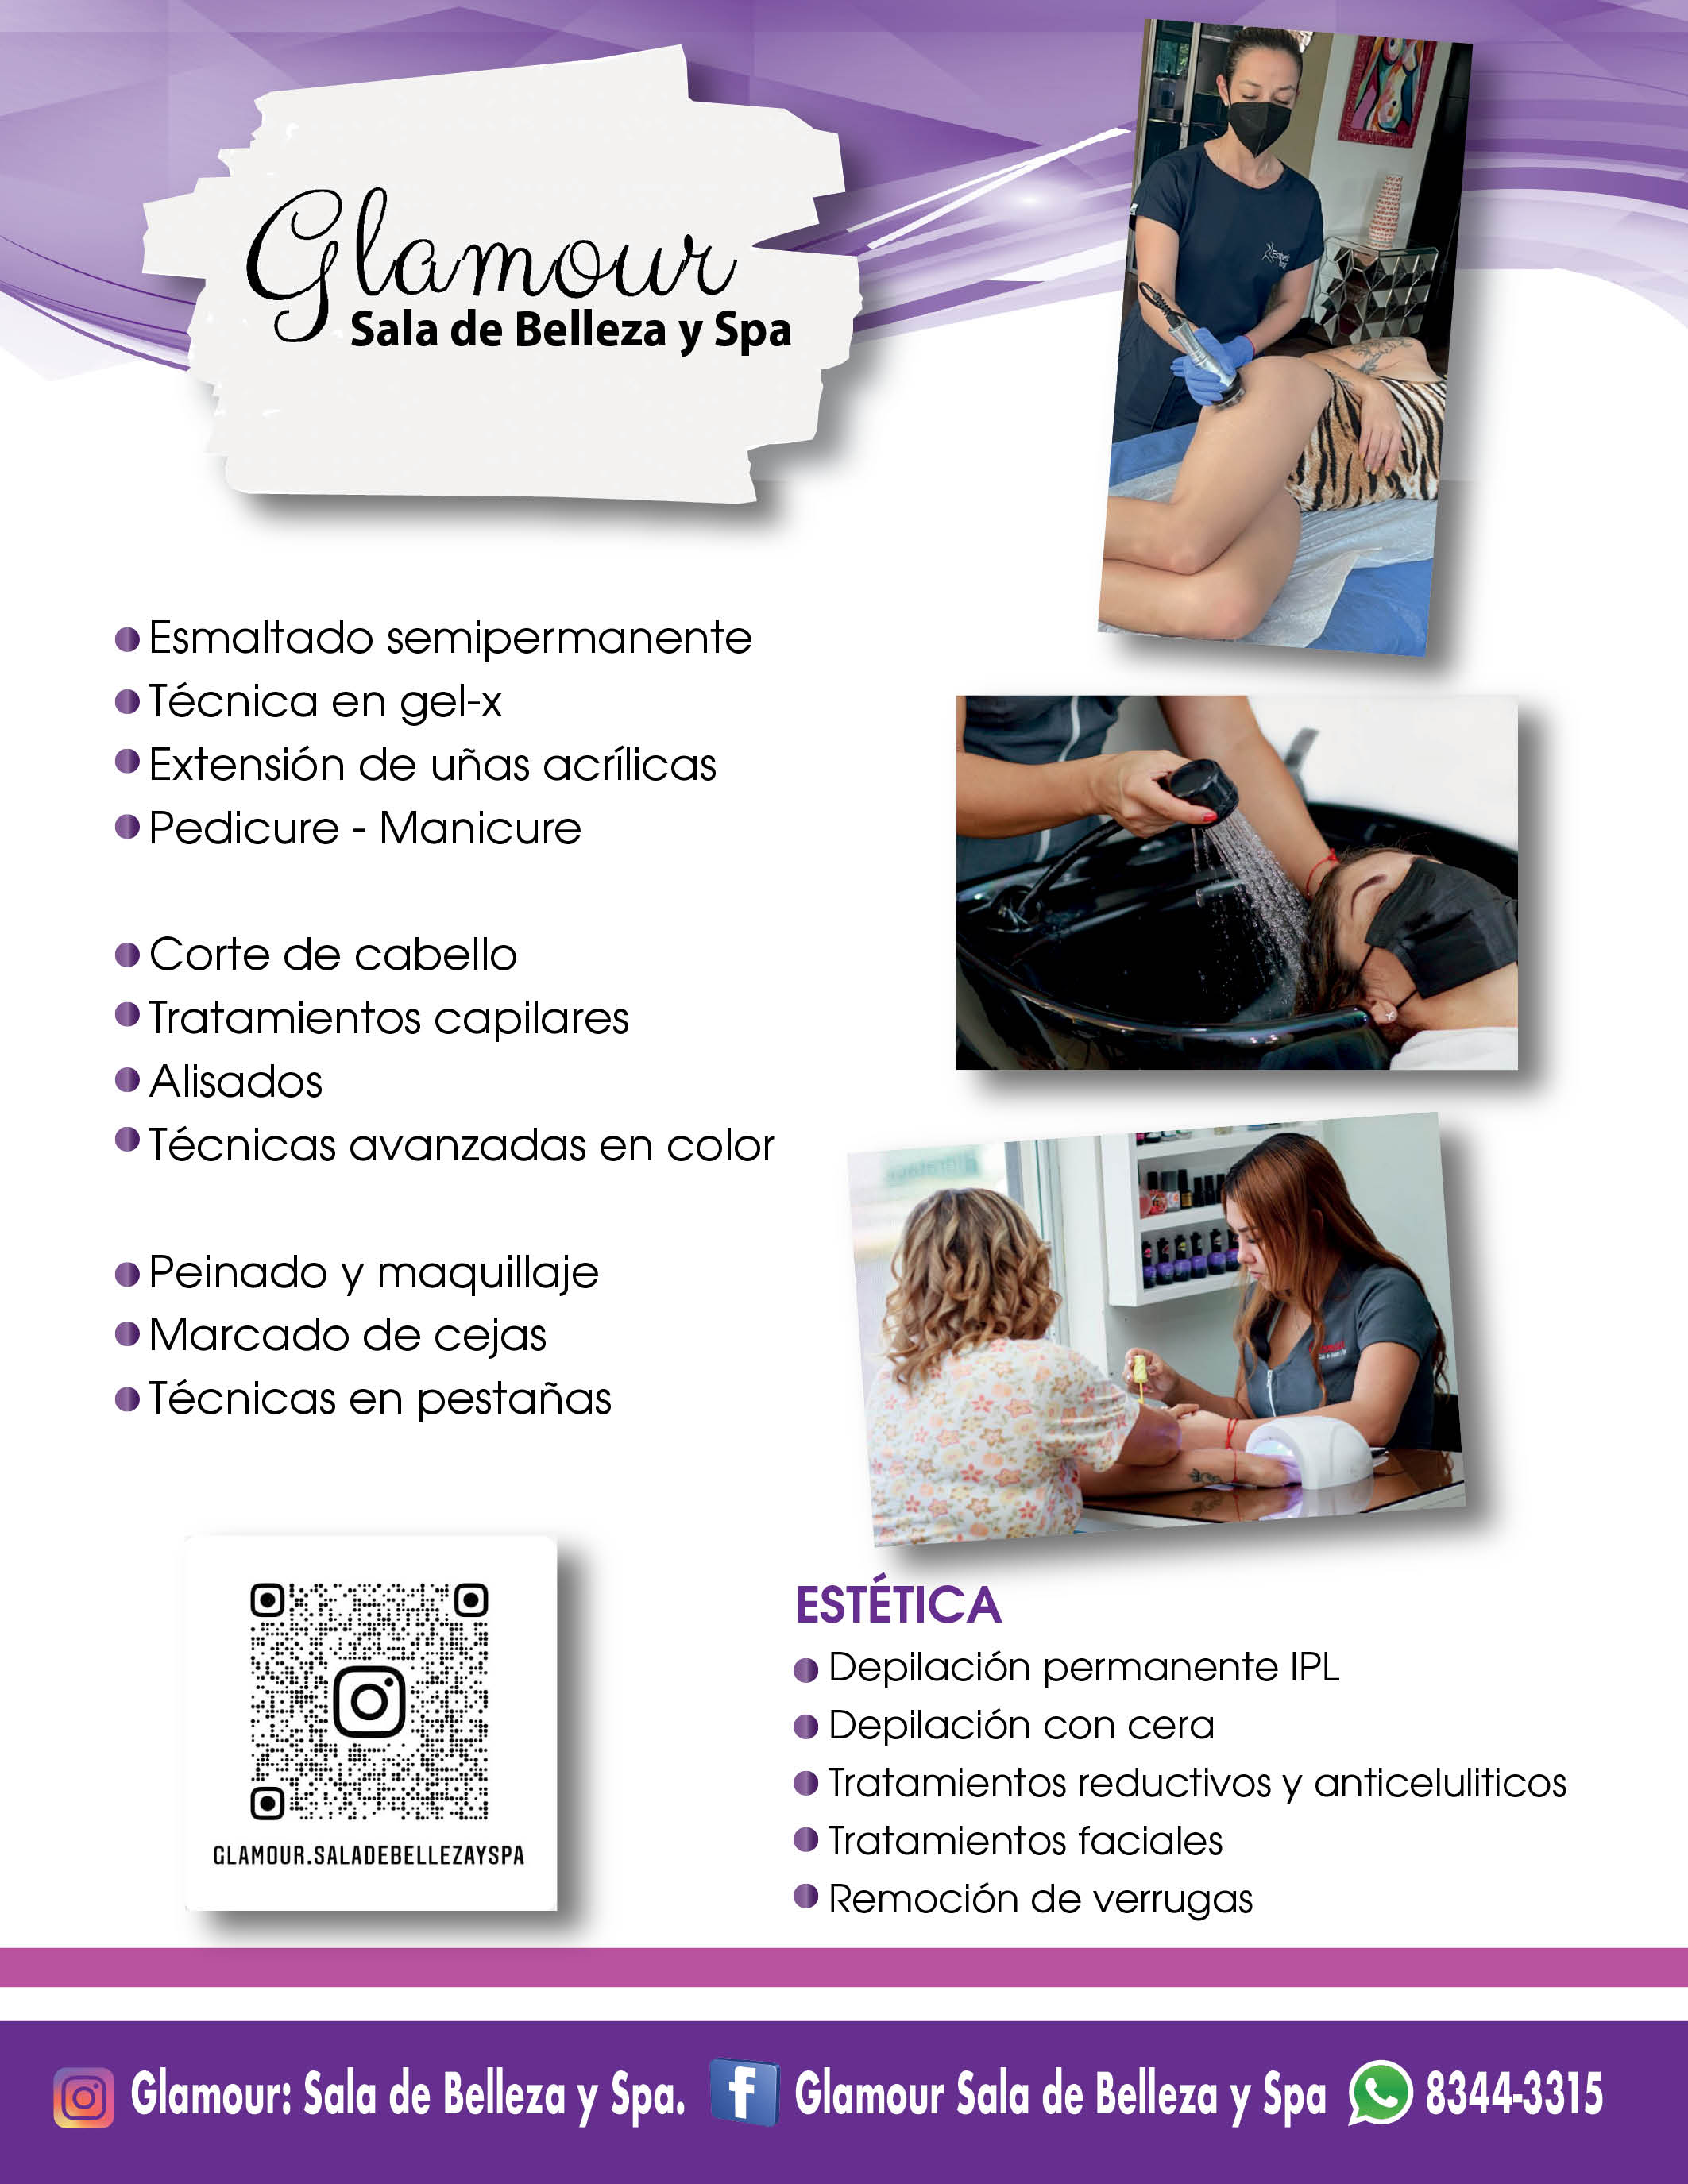 Glamour
Sala de Belleza y Spa
Esmaltado semipermanente
Técnica en gel-x
Extensión de uñas acrílicas
Pedicure - Manicure
Corte de cabello
Tratamientos capilares
Alisados
Técnicas avanzadas en color
Peinado y maquillaje
Marcado de cejas
Técnicas en pestañas
GLAMOUR.SALADEBELLEZAYSPA
ESTÉTICA
Depilación permanente IPL
Depilación con cera
Tratamientos reductivos y anticeluliticos
Tratamientos faciales
Remoción de verrugas
Glamour: Sala de Belleza y Spa.
Glamour Sala de Belleza y Spa
8344-3315